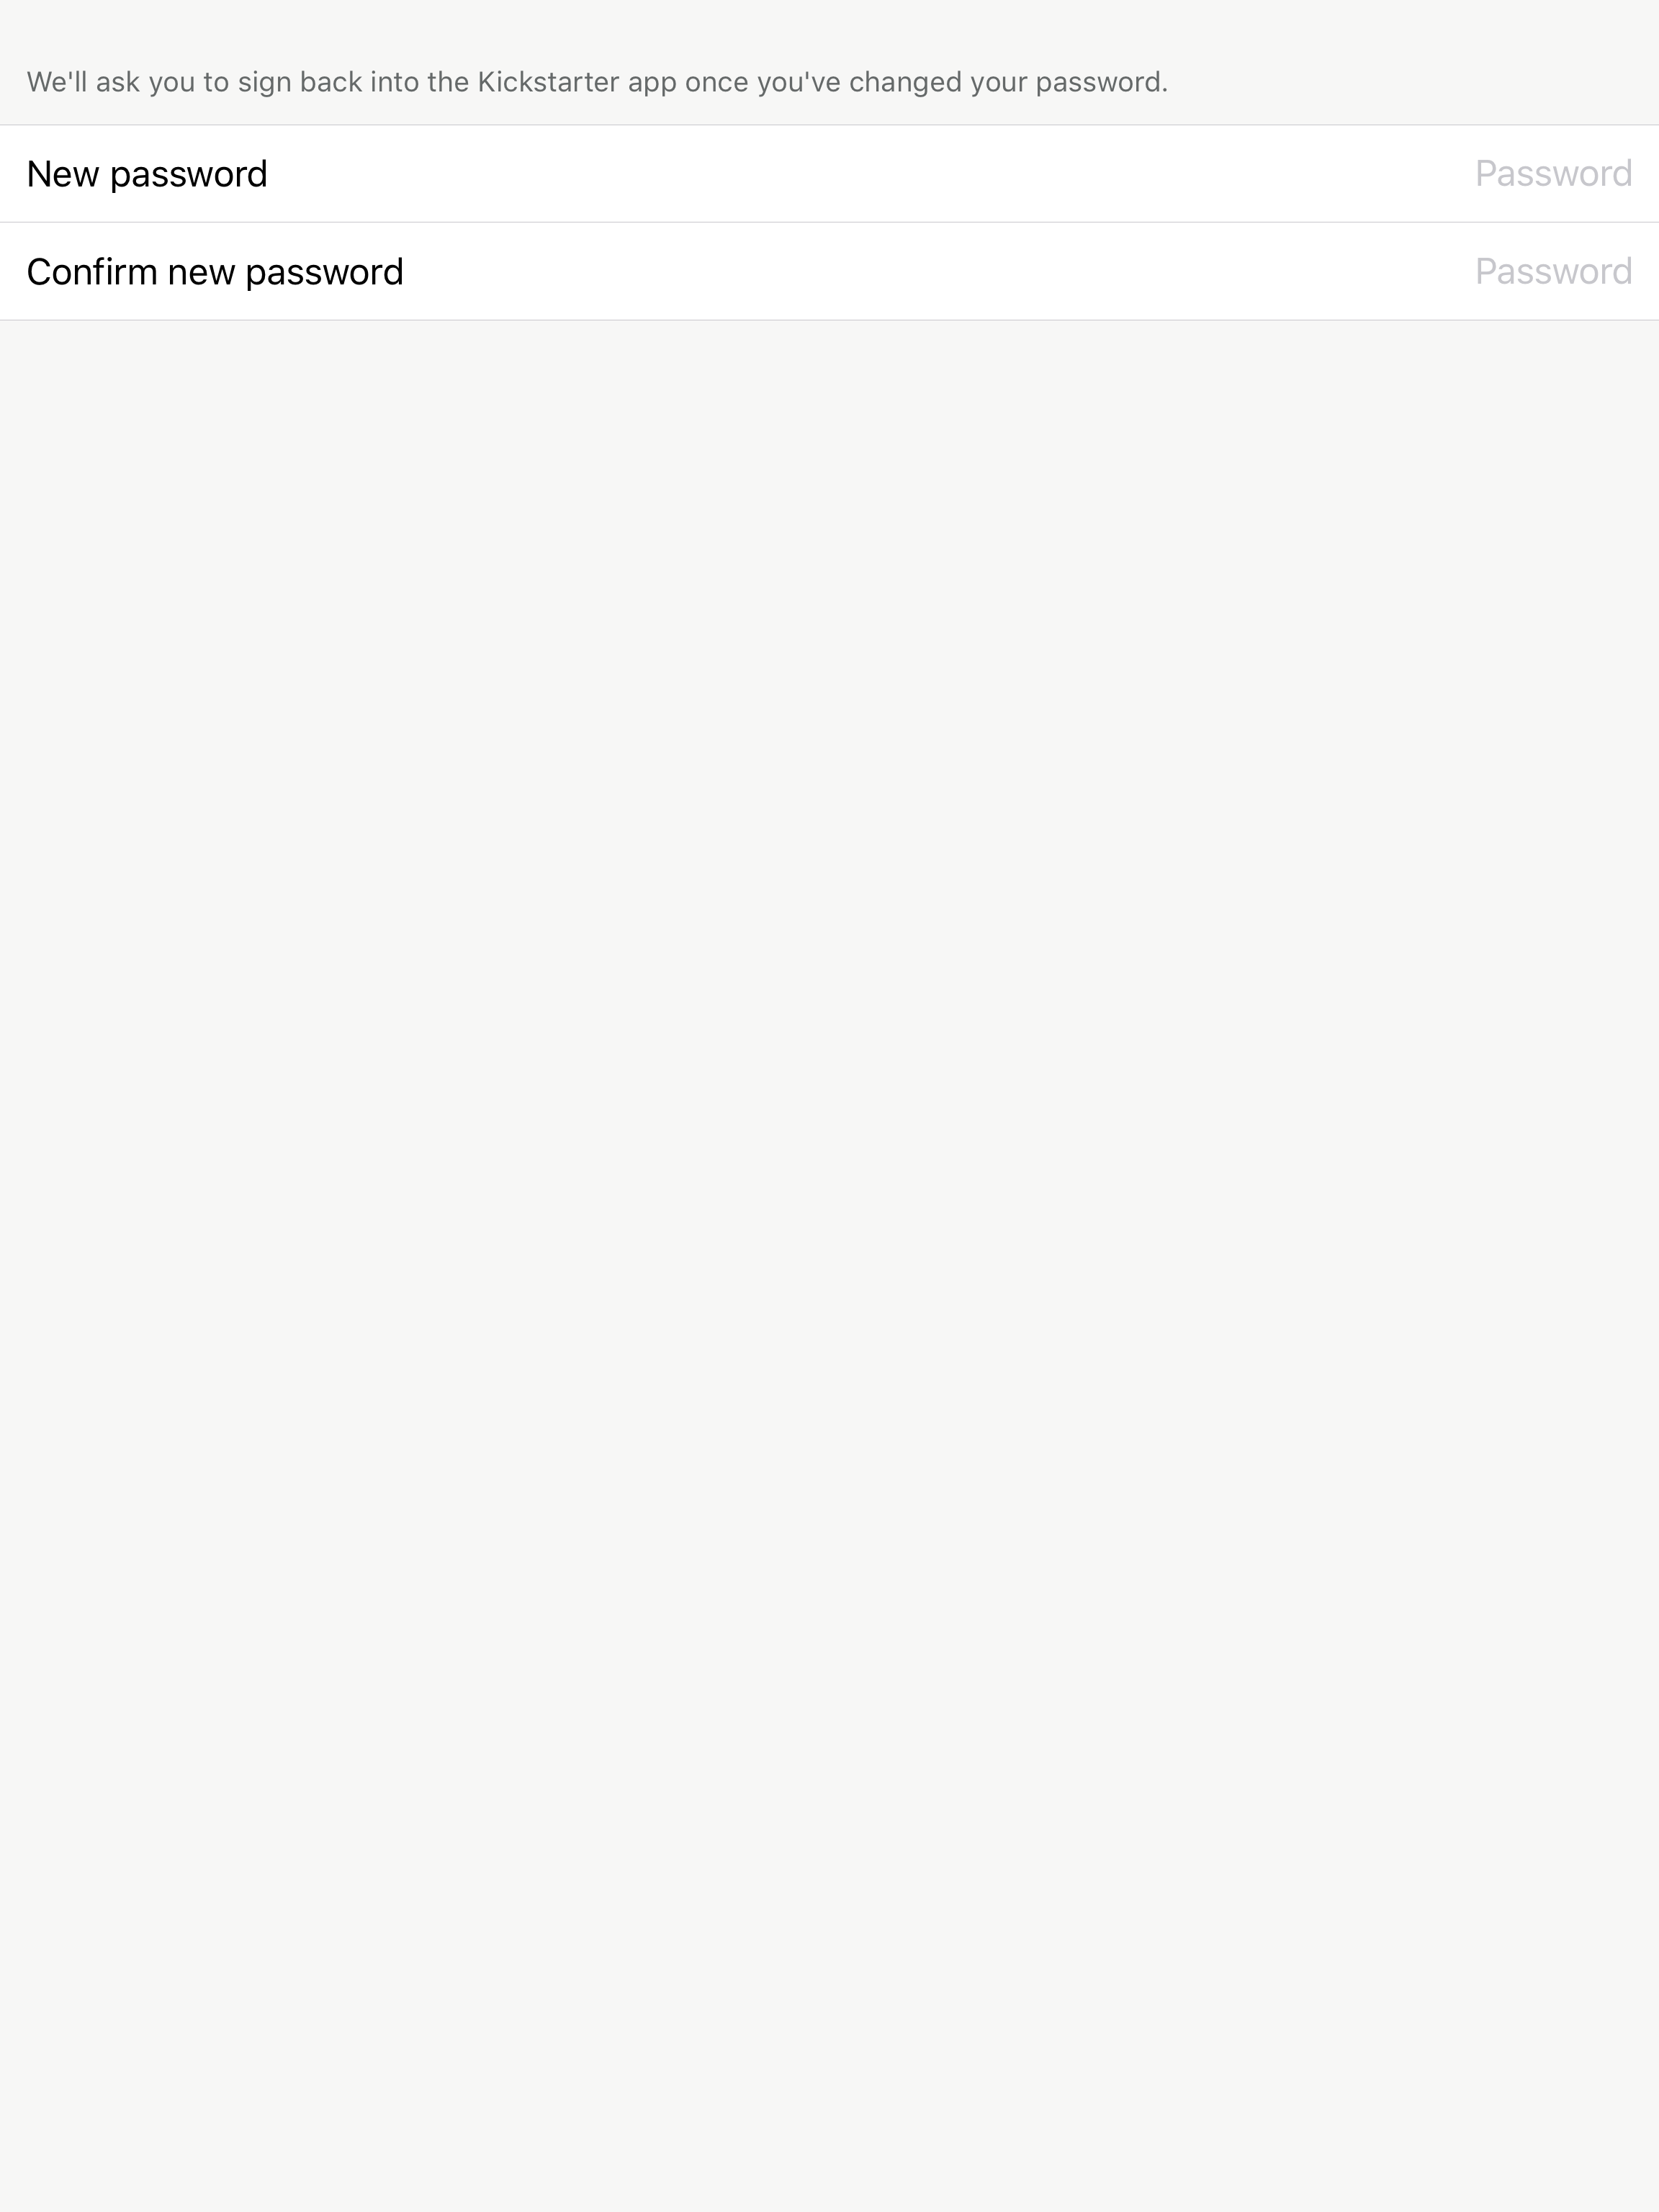 We'll ask you to sign back into the Kickstarter app once you've changed your password.
New password Password
Confirm new password Password